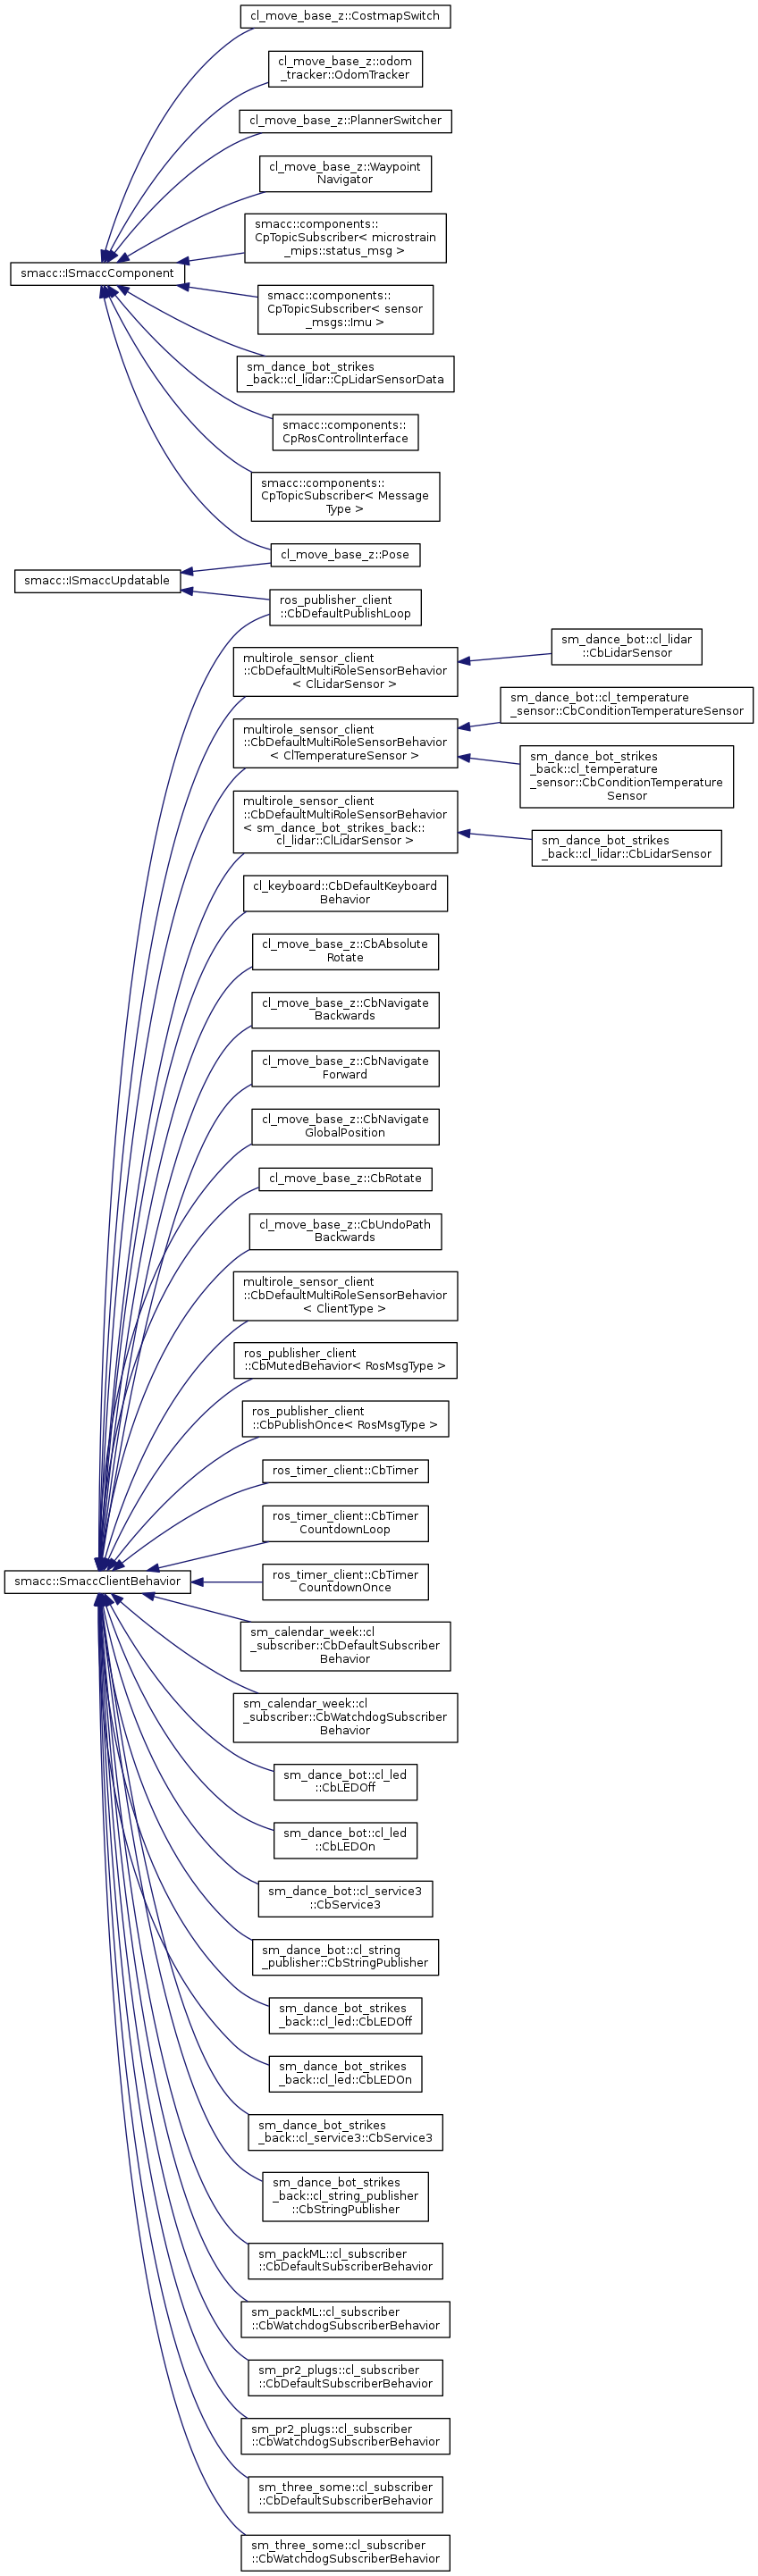 cl_move_base_z::CostmapSwitch
cl_move_base_z::odom
_tracker::OdomTracker
cl_move_base_z::PlannerSwitcher
cl_move_base_z::Waypoint
Navigator
smacc::components::
CpTopicSubscriber< microstrain
_mips::status_msg >
smacc::ISmaccComponent
smacc::components::
CpTopicSubscriber< sensor
_msgs::Imu >
sm_dance_bot_strikes
_back::cl_lidar::CpLidarSensorData
smacc::components::
CpRosControlInterface
smacc::components::
CpTopicSubscriber< Message
Type >
cl_move_base_z::Pose
smacc::ISmaccUpdatable
ros_publisher_client
::CbDefaultPublishLoop
multirole_sensor_client
::CbDefaultMultiRoleSensorBehavior
< ClLidarSensor >
sm_dance_bot::cl_lidar
::CbLidarSensor
multirole_sensor_client
::CbDefaultMultiRoleSensorBehavior
< ClTemperatureSensor >
sm_dance_bot::cl_temperature
_sensor::CbConditionTemperatureSensor
sm_dance_bot_strikes
_back::cl_temperature
_sensor::CbConditionTemperature
Sensor
multirole_sensor_client
::CbDefaultMultiRoleSensorBehavior
< sm_dance_bot_strikes_back::
cl_lidar::ClLidarSensor >
sm_dance_bot_strikes
_back::cl_lidar::CbLidarSensor
cl_keyboard::CbDefaultKeyboard
Behavior
cl_move_base_z::CbAbsolute
Rotate
cl_move_base_z::CbNavigate
Backwards
cl_move_base_z::CbNavigate
Forward
cl_move_base_z::CbNavigate
GlobalPosition
cl_move_base_z::CbRotate
cl_move_base_z::CbUndoPath
Backwards
multirole_sensor_client
::CbDefaultMultiRoleSensorBehavior
< ClientType >
ros_publisher_client
::CbMutedBehavior< RosMsgType >
ros_publisher_client
::CbPublishOnce< RosMsgType >
ros_timer_client::CbTimer
ros_timer_client::CbTimer
CountdownLoop
smacc::SmaccClientBehavior
ros_timer_client::CbTimer
CountdownOnce
sm_calendar_week::cl
_subscriber::CbDefaultSubscriber
Behavior
sm_calendar_week::cl
_subscriber::CbWatchdogSubscriber
Behavior
sm_dance_bot::cl_led
::CbLEDOff
sm_dance_bot::cl_led
::CbLEDOn
sm_dance_bot::cl_service3
::CbService3
sm_dance_bot::cl_string
_publisher::CbStringPublisher
sm_dance_bot_strikes
_back::cl_led::CbLEDOff
sm_dance_bot_strikes
_back::cl_led::CbLEDOn
sm_dance_bot_strikes
_back::cl_service3::CbService3
sm_dance_bot_strikes
_back::cl_string_publisher
::CbStringPublisher
sm_packML::cl_subscriber
::CbDefaultSubscriberBehavior
sm_packML::cl_subscriber
::CbWatchdogSubscriberBehavior
sm_pr2_plugs::cl_subscriber
::CbDefaultSubscriberBehavior
sm_pr2_plugs::cl_subscriber
::CbWatchdogSubscriberBehavior
sm_three_some::cl_subscriber
::CbDefaultSubscriberBehavior
sm_three_some::cl_subscriber
::CbWatchdogSubscriberBehavior